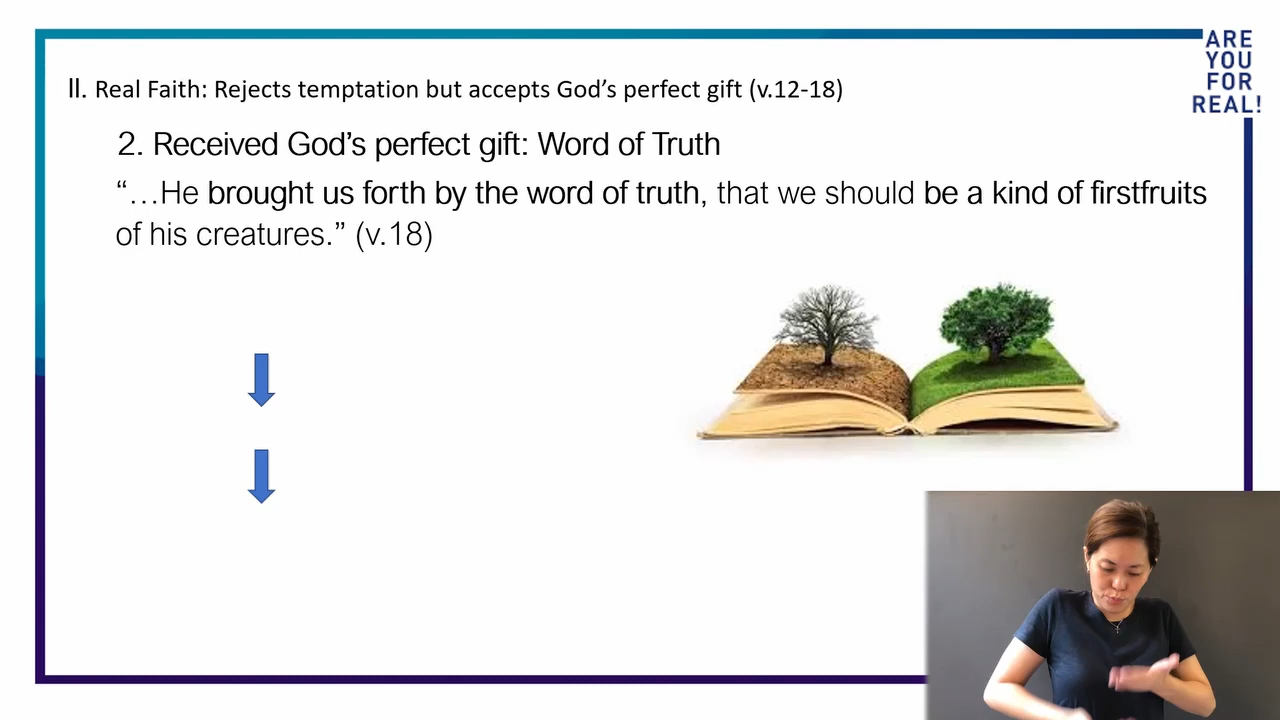 ARE
YOU
FOR
REAL!
II. Real Faith: Rejects temptation but accepts God’s perfect gift (v.12-18)
2. Received God’s perfect gift: Word of Truth
“…He brought us forth by the word of truth, that we should be a kind of firstfruits
of his creatures.” (v.18)